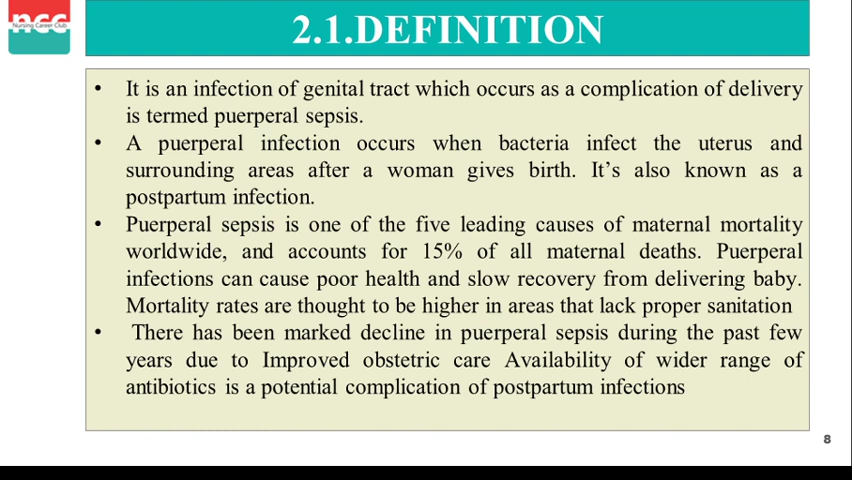 ncc
Nursing Career Club
2.1.DEFINITION
• It is an infection of genital tract which occurs as a complication of delivery
is termed puerperal sepsis.
• A puerperal infection occurs when bacteria infect the uterus and
surrounding areas after a woman gives birth. It’s also known as a
postpartum infection.
• Puerperal sepsis is one of the five leading causes of maternal mortality
worldwide, and accounts for 15% of all maternal deaths. Puerperal
infections can cause poor health and slow recovery from delivering baby.
Mortality rates are thought to be higher in areas that lack proper sanitation
• There has been marked decline in puerperal sepsis during the past few
years due to Improved obstetric care Availability of wider range of
antibiotics is a potential complication of postpartum infections
8